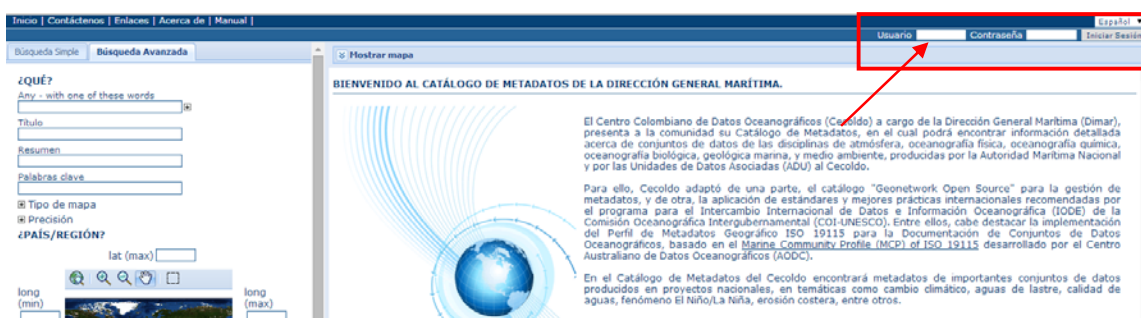 Inicio | Contáctenos | Enlaces | Acerca de | Manual |
Español
Usuario
Contraseña
Iniciar Sesión
Búsqueda Simple
Búsqueda Avanzada
Mostrar mapa
¿QUÉ?
Any - with one of these words
Título
Resumen
Palabras clave
Tipo de mapa
Precisión
¿PAÍS/REGIÓN?
lat (max)
long
(min)
long
(max)
BIENVENIDO AL CATÁLOGO DE METADATOS DE LA DIRECCIÓN GENERAL MARÍTIMA.
El Centro Colombiano de Datos Oceanográficos (Cecoldo) a cargo de la Dirección General Marítima (Dimar),
presenta a la comunidad su Catálogo de Metadatos, en el cual podrá encontrar información detallada
acerca de conjuntos de datos de las disciplinas de atmósfera, oceanografía física, oceanografía química,
oceanografía biológica, geológica marina, y medio ambiente, producidas por la Autoridad Marítima Nacional
y por las Unidades de Datos Asociadas (ADU) al Cecoldo.
Para ello, Cecoldo adaptó de una parte, el catálogo "Geonetwork Open Source" para la gestión de
metadatos, y de otra, la aplicación de estándares y mejores prácticas internacionales recomendadas por
el programa para el Intercambio Internacional de Datos e Información Oceanográfica (IODE) de la
Comisión Oceanográfica Intergubernamental (COI-UNESCO). Entre ellos, cabe destacar la implementación
del Perfil de Metadatos Geográfico ISO 19115 para la Documentación de Conjuntos de Datos
Oceanográficos, basado en el Marine Community Profile (MCP) of ISO 19115 desarrollado por el Centro
Australiano de Datos Oceanográficos (AODC).
En el Catálogo de Metadatos del Cecoldo encontrará metadatos de importantes conjuntos de datos
producidos en proyectos nacionales, en temáticas como cambio climático, aguas de lastre, calidad de
aguas, fenómeno El Niño/La Niña, erosión costera, entre otros.